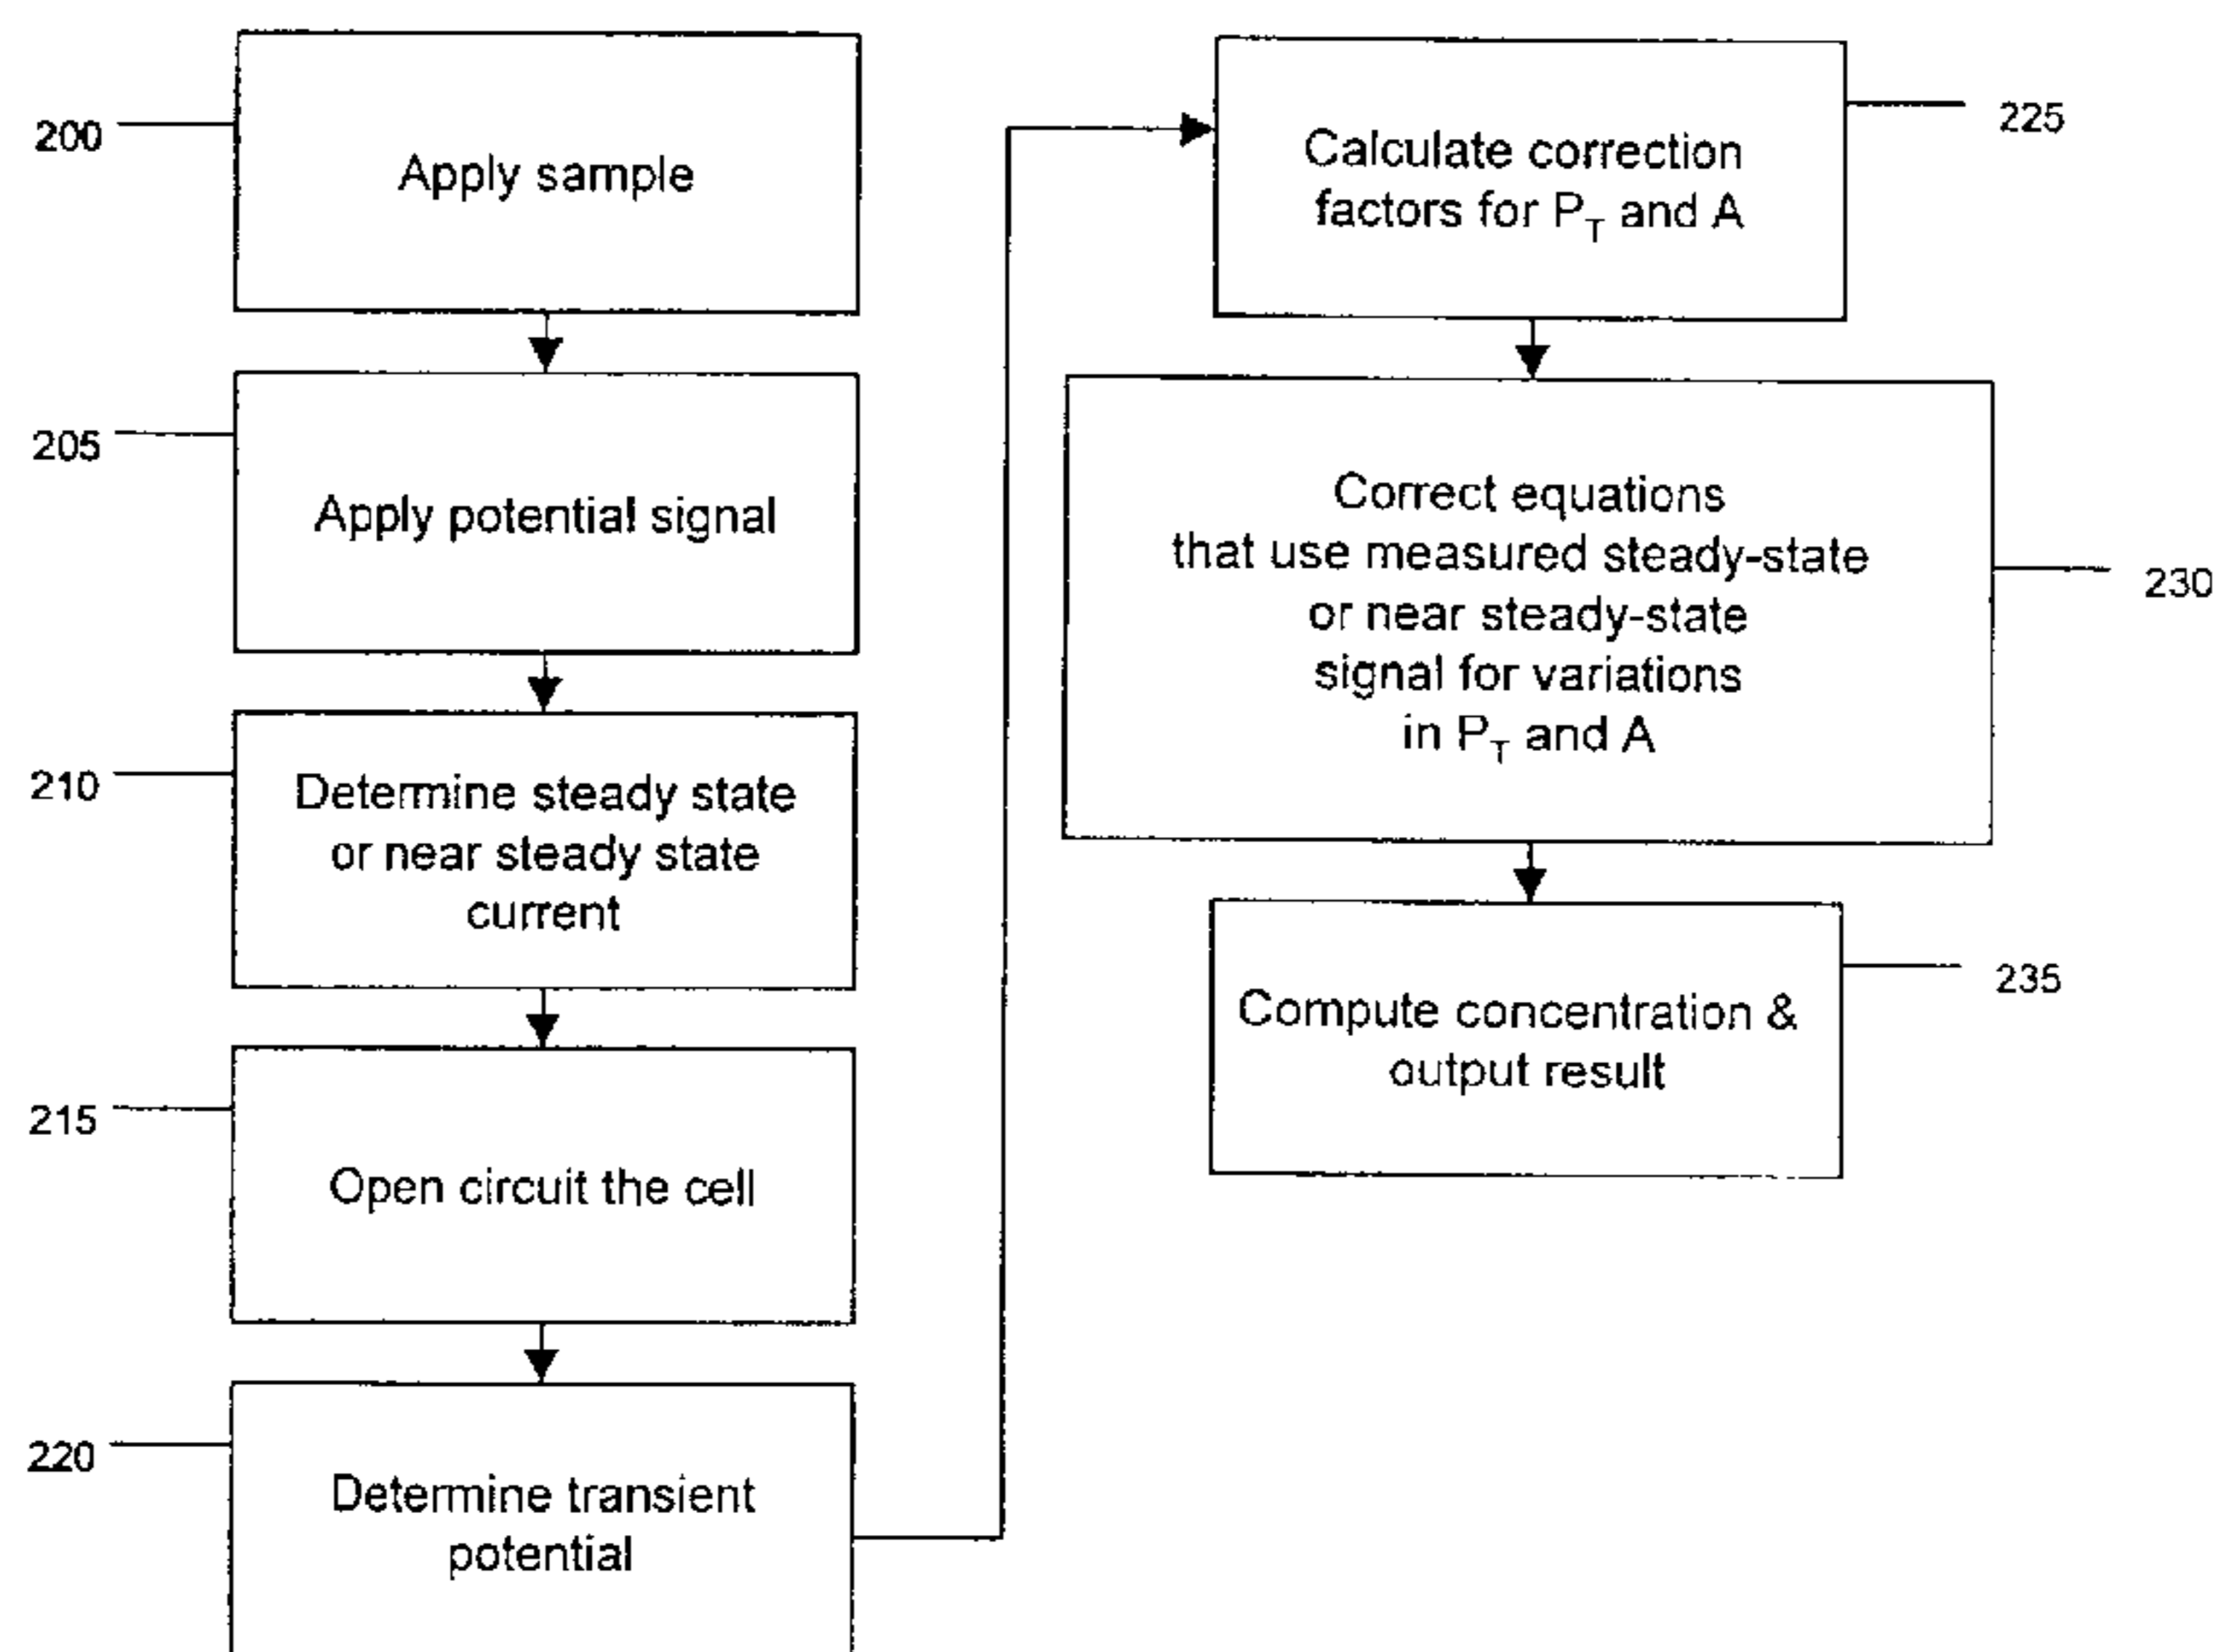 200
Apply sample
205
Apply potential signal
210
Determine steady state
or near steady state
current
215
Open circuit the cell
220
Determine transient
potential
225
Calculate correction
factors for P_T and A
230
Correct equations
that use measured steady-state
or near steady-state
signal for variations
in P_T and A
235
Compute concentration &
output result